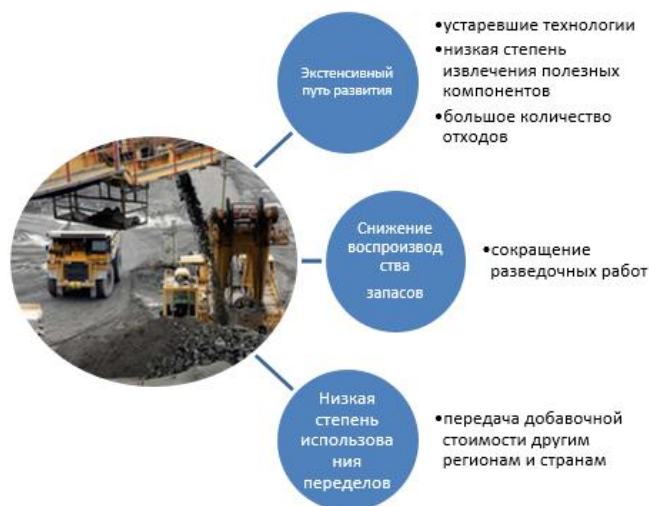 Экстенсивный
путь развития
•устаревшие технологии
•низкая степень
извлечения полезных
компонентов
•большое количество
отходов
Снижение
воспроизвод
ства
запасов
•сокращение
разведочных работ
Низкая
степень
использова
ния
переделов
•передача добавочной
стоимости другим
регионам и странам